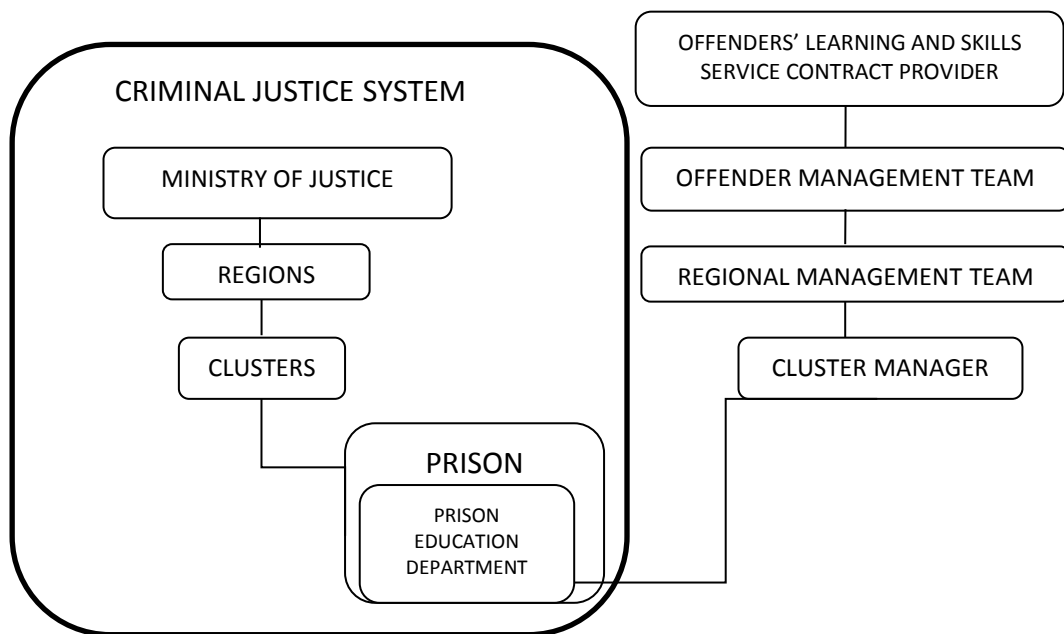 CRIMINAL JUSTICE SYSTEM
MINISTRY OF JUSTICE
REGIONS
CLUSTERS
PRISON
PRISON
EDUCATION
DEPARTMENT
OFFENDERS’ LEARNING AND SKILLS
SERVICE CONTRACT PROVIDER
OFFENDER MANAGEMENT TEAM
REGIONAL MANAGEMENT TEAM
CLUSTER MANAGER